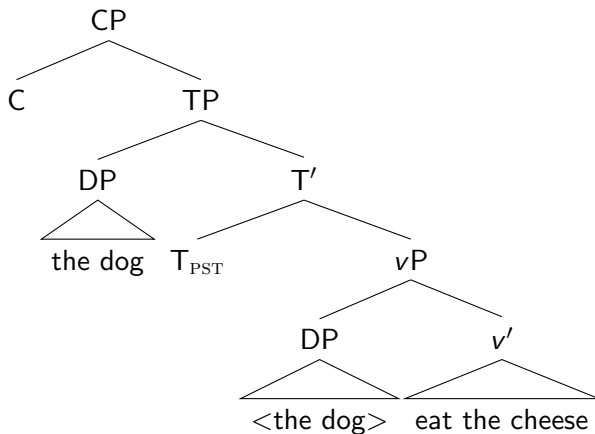 CP
C TP
DP T′
the dog T_PST vP
DP v′
<the dog> eat the cheese